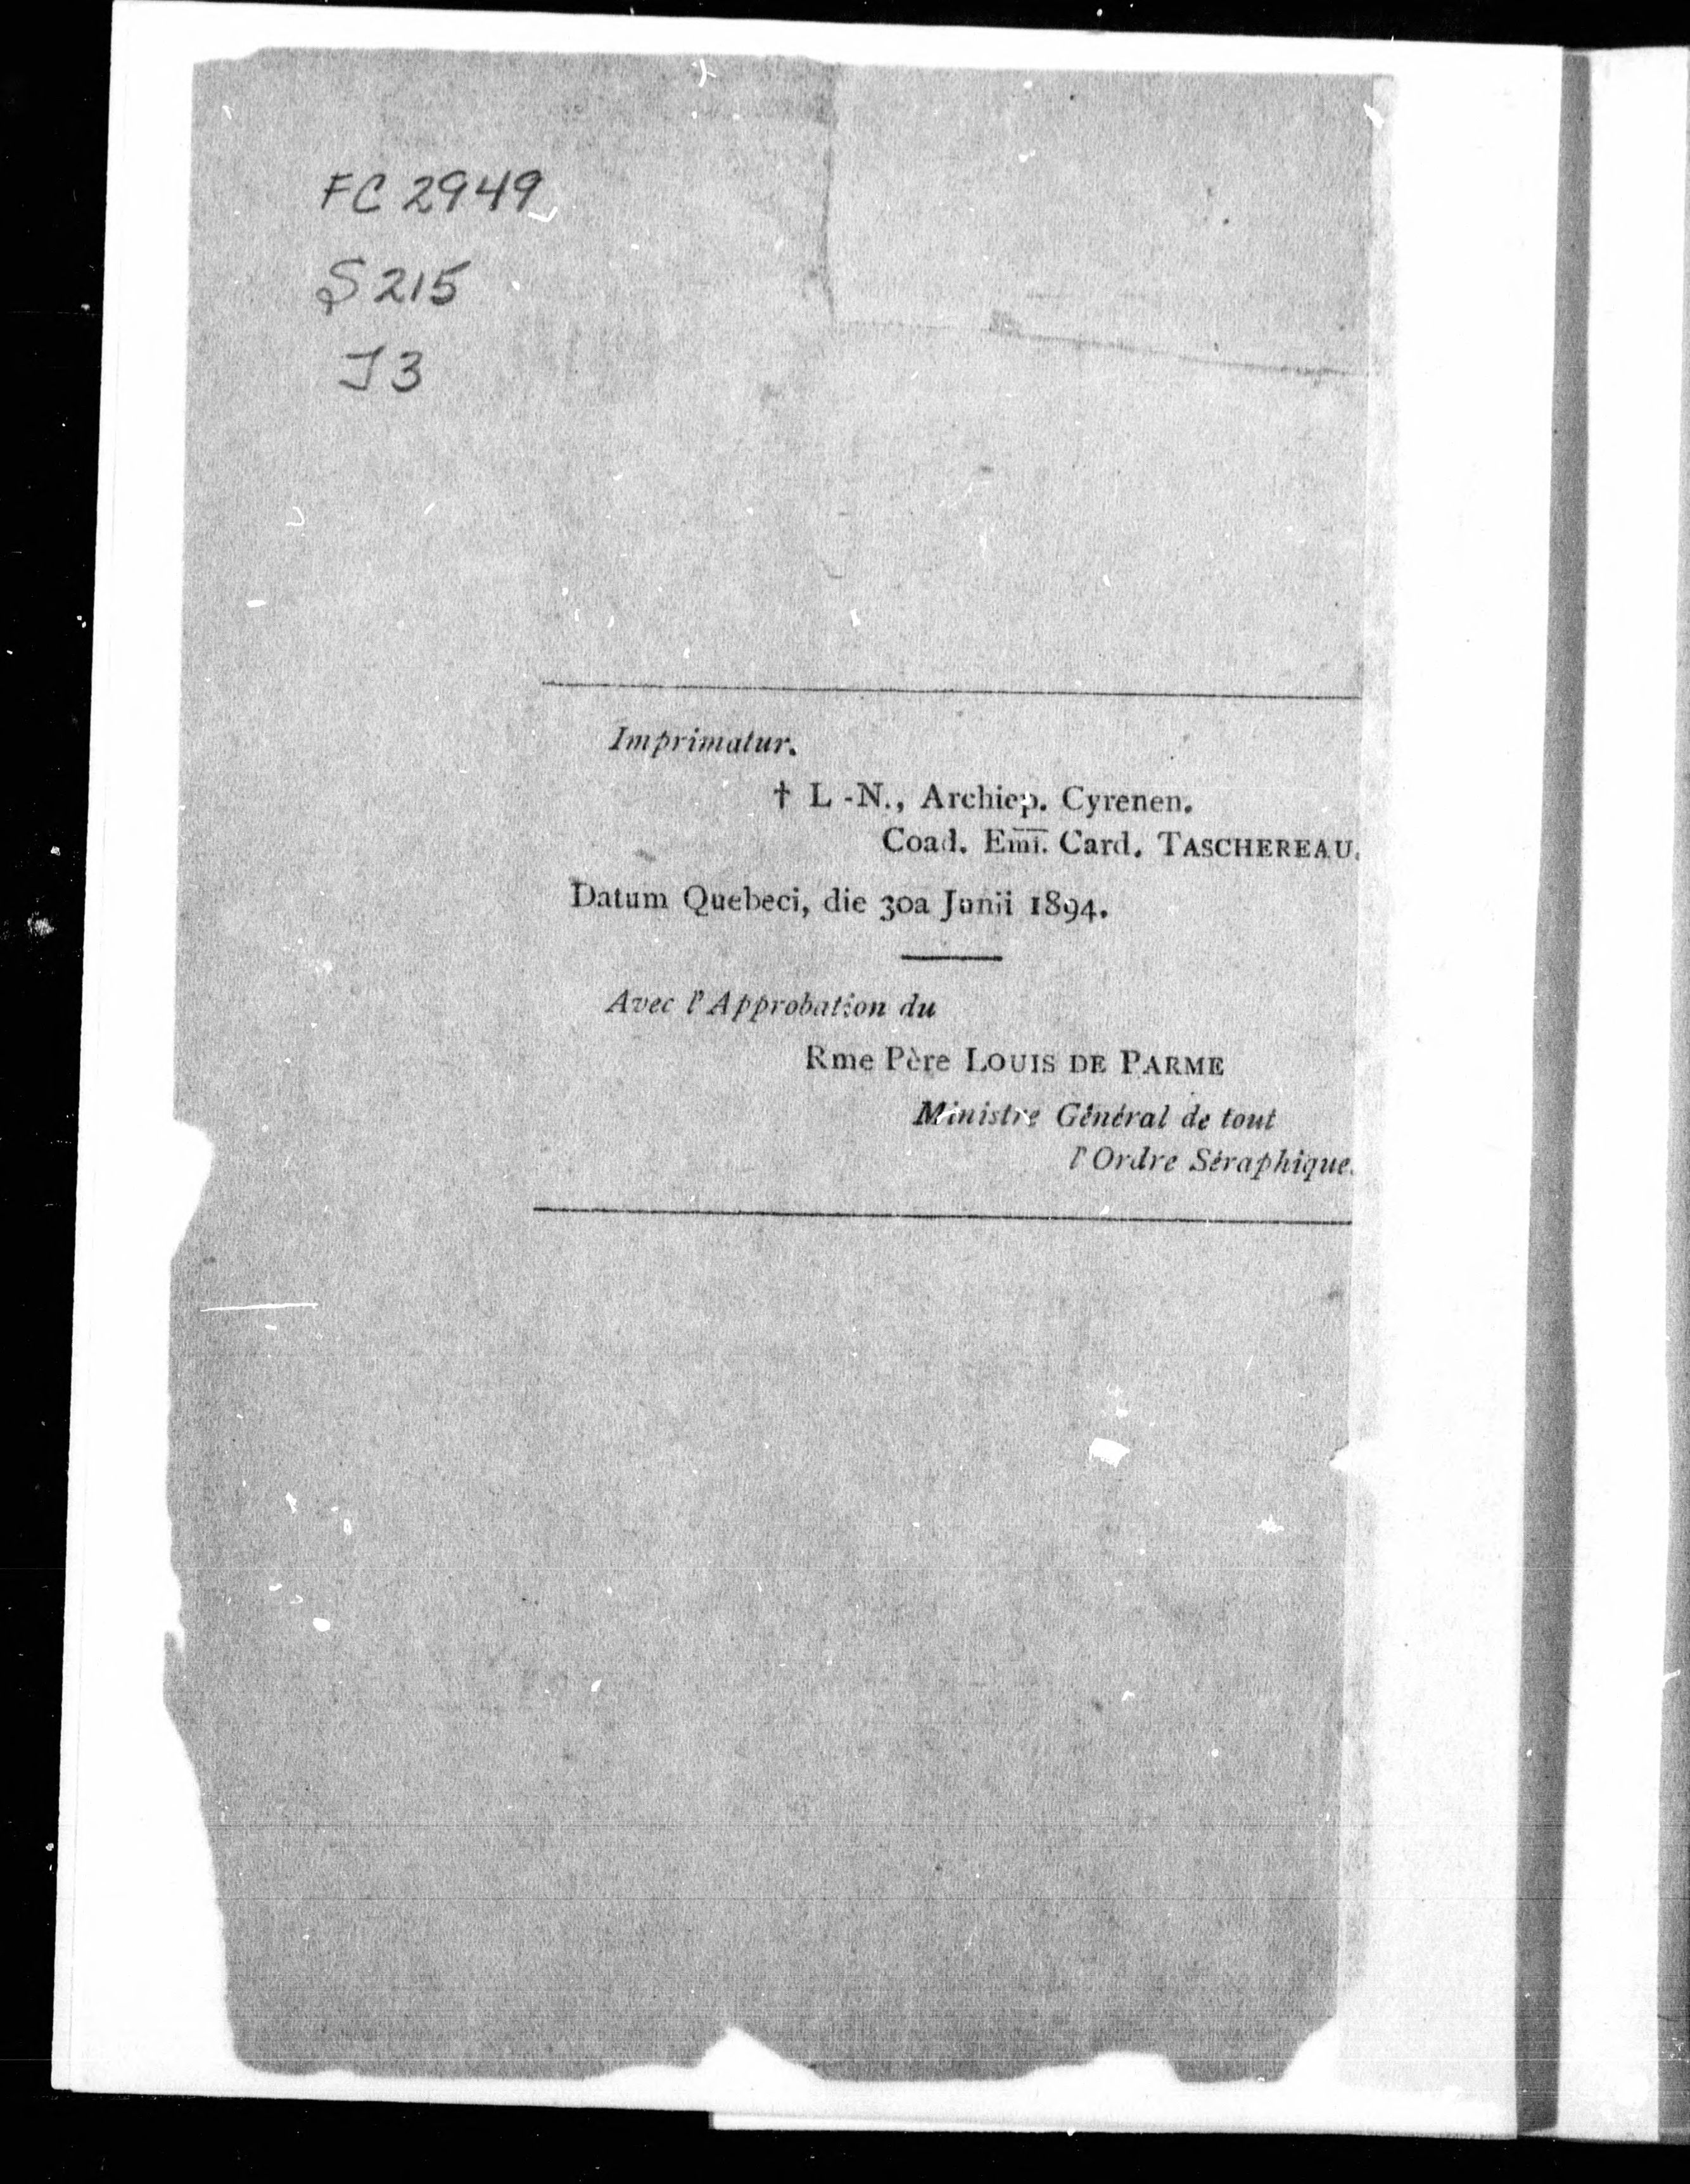 FC 2949
S215
J3
Imprimatur.
† L -N., Archiep. Cyrenen.
Coad. Emi. Card. TASCHEREAU.
Datum Quebeci, die 30a Junii 1894.
Avec l'Approbation du
Rme Père LOUIS DE PARME
Ministre Général de tout
l'Ordre Séraphique.